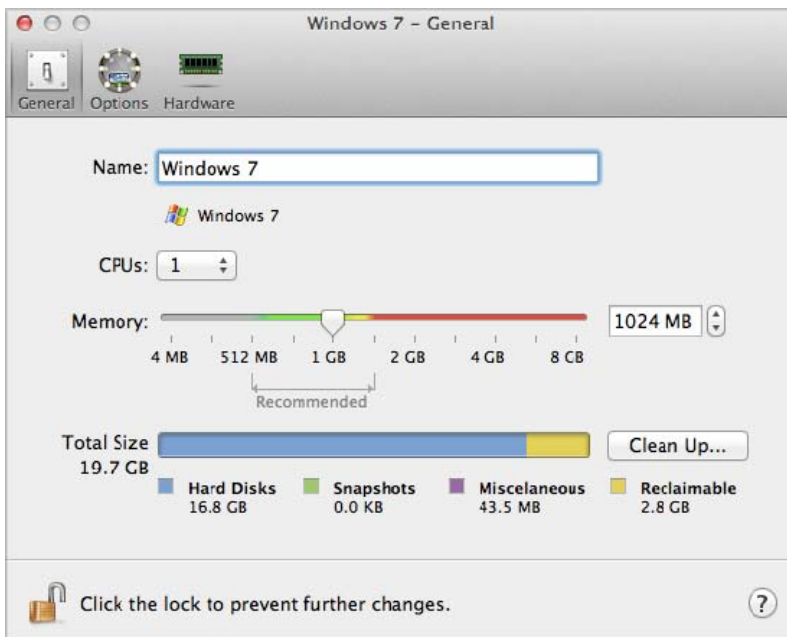 Windows 7 – General
General Options Hardware
Name: Windows 7
Windows 7
CPUs: 1
Memory: 1024 MB
4 MB 512 MB 1 GB 2 GB 4 GB 8 GB
Recommended
Total Size Clean Up...
19.7 GB
Hard Disks Snapshots Miscelaneous Reclaimable
16.8 GB 0.0 KB 43.5 MB 2.8 GB
Click the lock to prevent further changes. ?